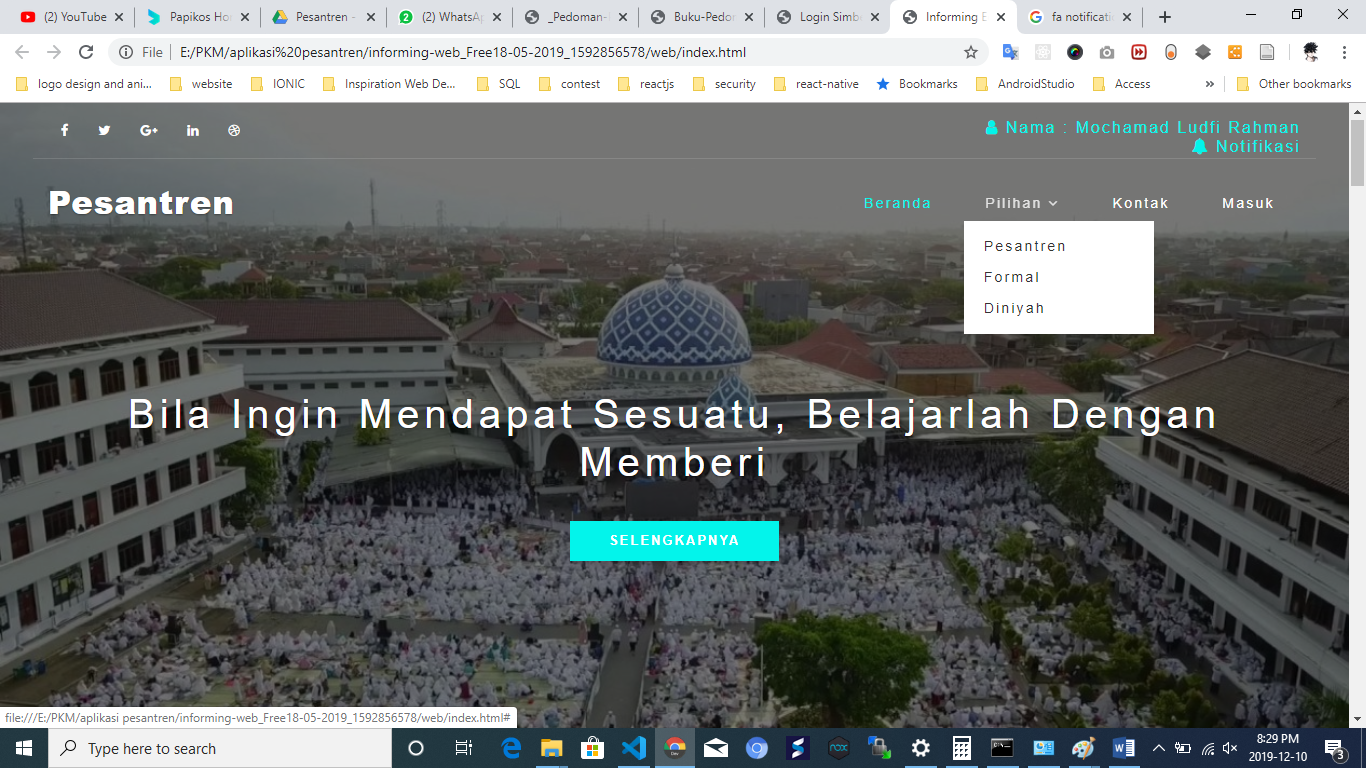 (2) YouTube
Papikos Ho
Pesantren -
(2) WhatsA
_Pedoman-
Buku-Pedor
Login Simb
Informing E
fa notificati
File
E:/PKM/aplikasi%20pesantren/informing-web_Free18-05-2019_1592856578/web/index.html
logo design and ani...
website
IONIC
Inspiration Web De...
SQL
contest
reactjs
security
react-native
Bookmarks
AndroidStudio
Access
»
Other bookmarks
Nama : Mochamad Ludfi Rahman
Notifikasi
Pesantren
Beranda
Pilihan
Kontak
Masuk
Pesantren
Formal
Diniyah
Bila Ingin Mendapat Sesuatu, Belajarlah Dengan
Memberi
SELENGKAPNYA
file:///E:/PKM/aplikasi pesantren/informing-web_Free18-05-2019_1592856578/web/index.html#
Type here to search
8:29 PM
2019-12-10
3